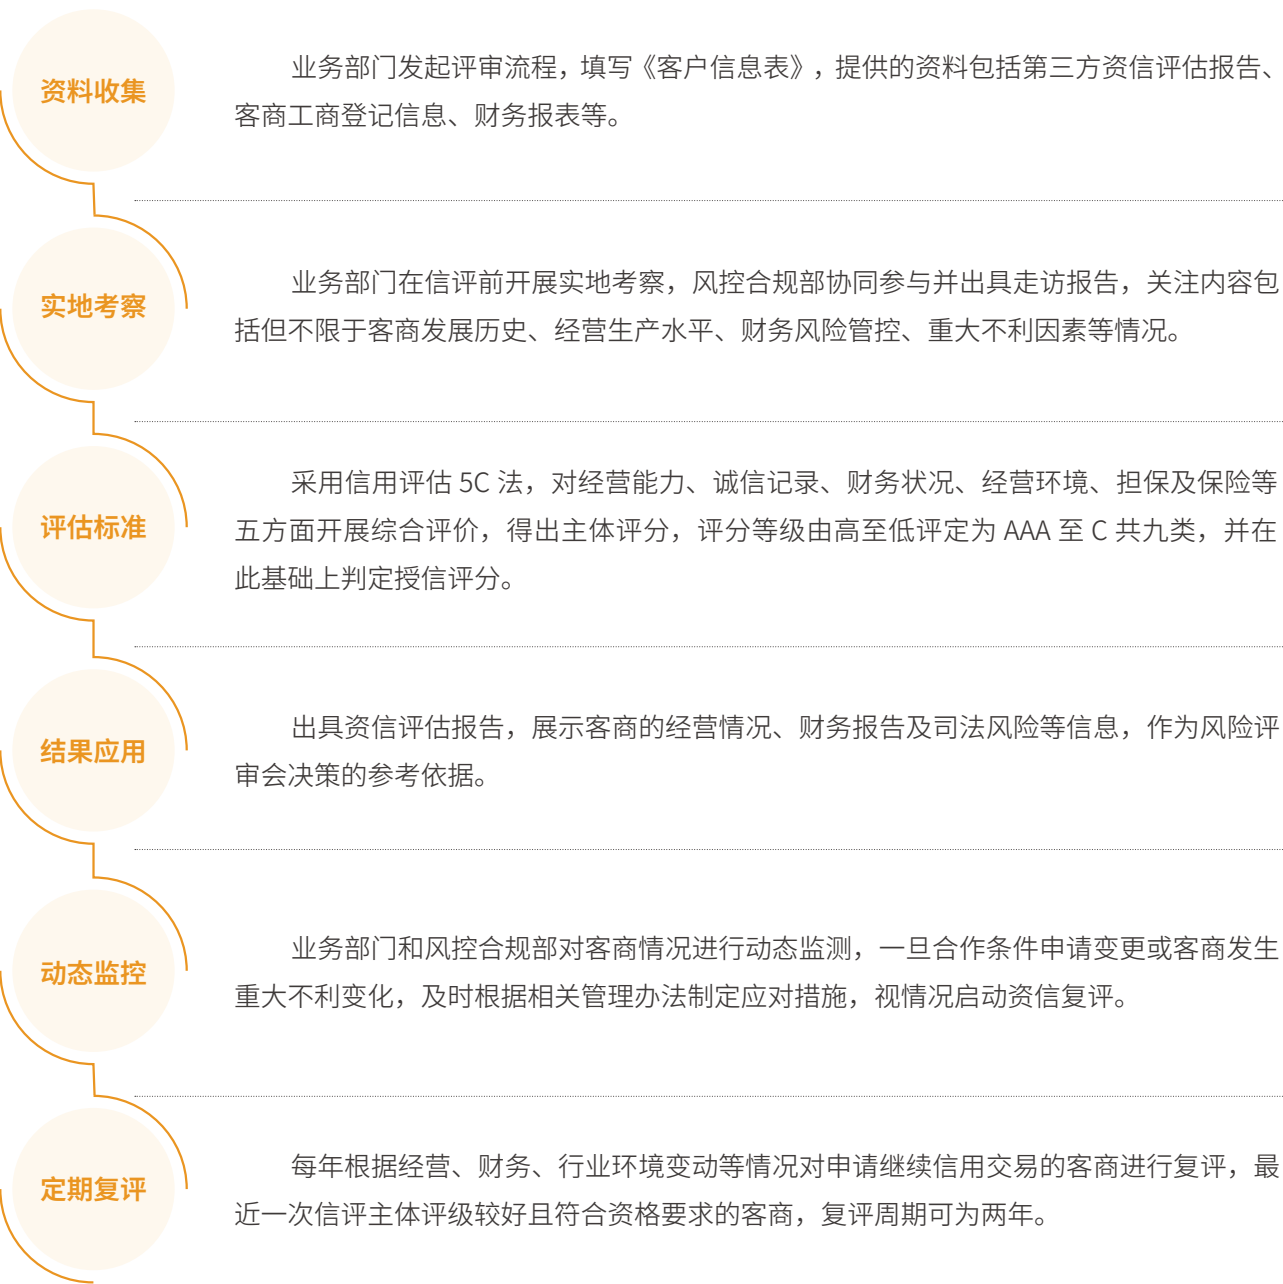 资料收集
业务部门发起评审流程，填写《客户信息表》，提供的资料包括第三方资信评估报告、
客商工商登记信息、财务报表等。
实地考察
业务部门在信评前开展实地考察，风控合规部协同参与并出具走访报告，关注内容包
括但不限于客商发展历史、经营生产水平、财务风险管控、重大不利因素等情况。
评估标准
采用信用评估 5C 法，对经营能力、诚信记录、财务状况、经营环境、担保及保险等
五方面开展综合评价，得出主体评分，评分等级由高至低评定为 AAA 至 C 共九类，并在
此基础上判定授信评分。
结果应用
出具资信评估报告，展示客商的经营情况、财务报告及司法风险等信息，作为风险评
审会决策的参考依据。
动态监控
业务部门和风控合规部对客商情况进行动态监测，一旦合作条件申请变更或客商发生
重大不利变化，及时根据相关管理办法制定应对措施，视情况启动资信复评。
定期复评
每年根据经营、财务、行业环境变动等情况对申请继续信用交易的客商进行复评，最
近一次信评主体评级较好且符合资格要求的客商，复评周期可为两年。